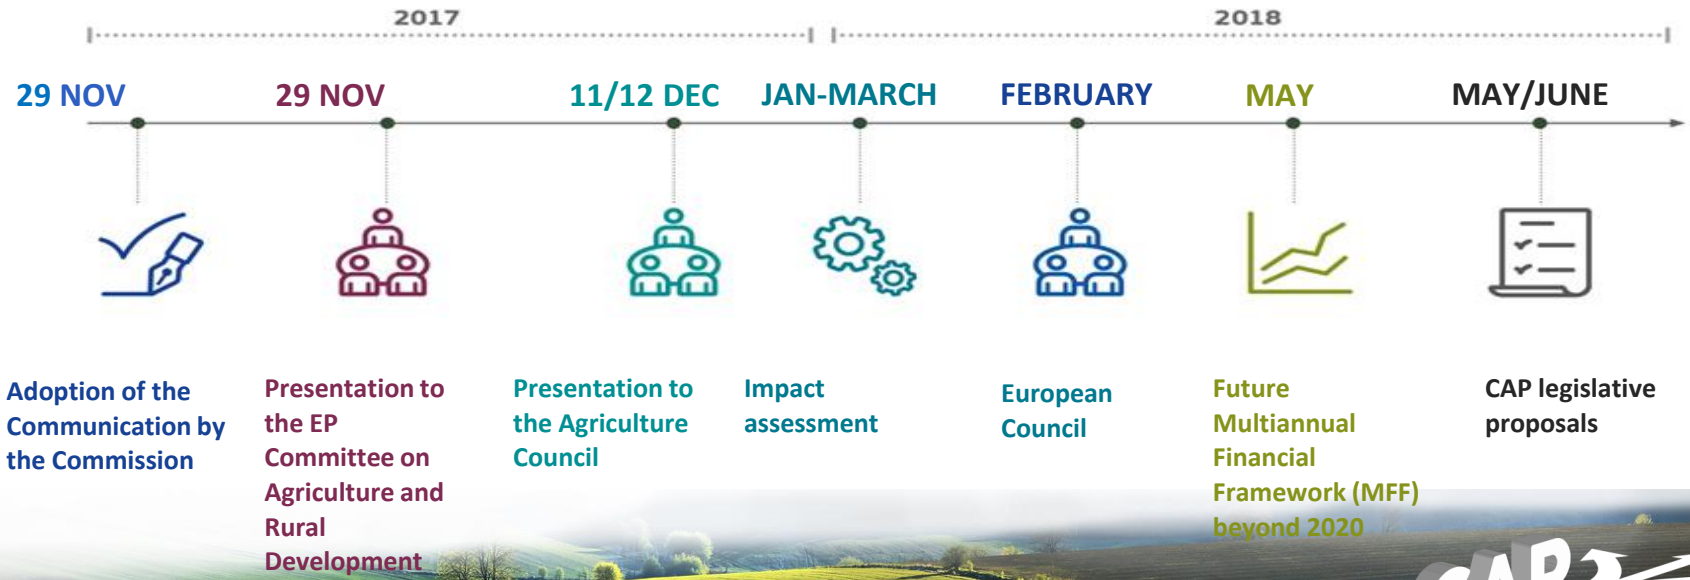 2017
2018
29 NOV
29 NOV
11/12 DEC
JAN-MARCH
FEBRUARY
MAY
MAY/JUNE
Adoption of the
Communication by
the Commission
Presentation to
the EP
Committee on
Agriculture and
Rural
Development
Presentation to
the Agriculture
Council
Impact
assessment
European
Council
Future
Multiannual
Financial
Framework (MFF)
beyond 2020
CAP legislative
proposals
CAP